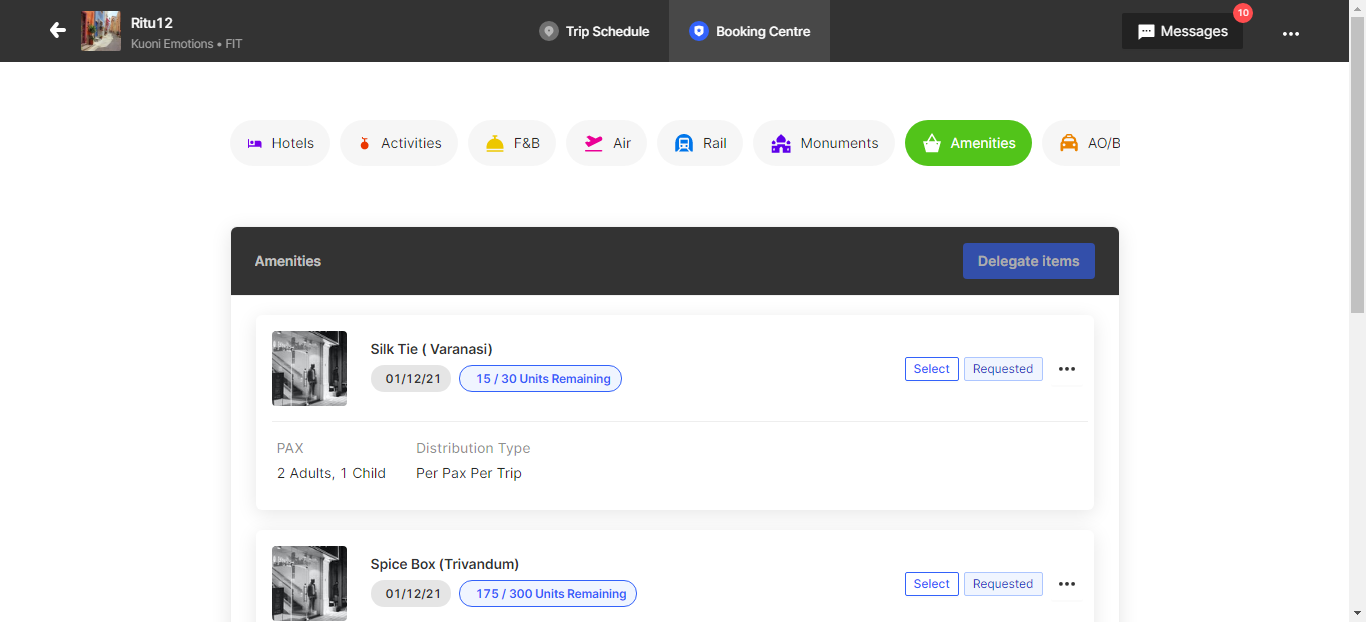 Ritu12
Kuoni Emotions • FIT
Trip Schedule
Booking Centre
Messages
10
Hotels
Activities
F&B
Air
Rail
Monuments
Amenities
AO/B
Amenities
Delegate items
Silk Tie ( Varanasi)
01/12/21
15 / 30 Units Remaining
Select
Requested
PAX
Distribution Type
2 Adults, 1 Child
Per Pax Per Trip
Spice Box (Trivandum)
01/12/21
175 / 300 Units Remaining
Select
Requested